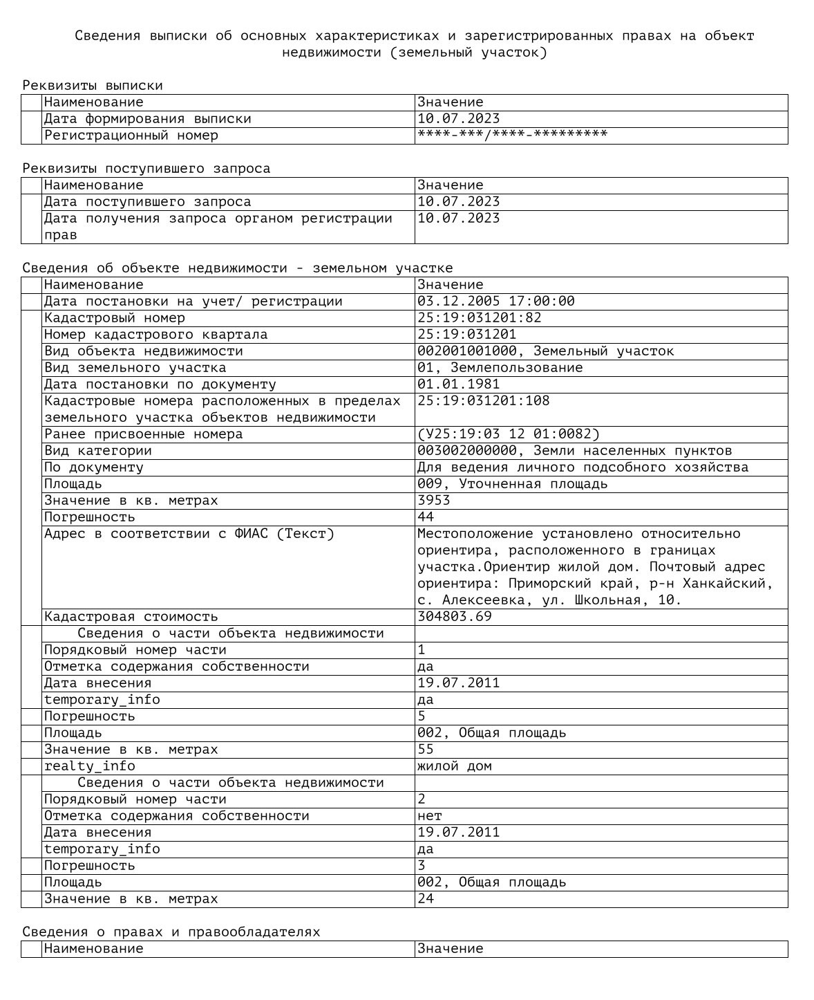 Сведения выписки об основных характеристиках и зарегистрированных правах на объект
недвижимости (земельный участок)
Реквизиты выписки
Наименование Значение
Дата формирования выписки 10.07.2023
Регистрационный номер ****-***/****-*********
Реквизиты поступившего запроса
Наименование Значение
Дата поступившего запроса 10.07.2023
Дата получения запроса органом регистрации 10.07.2023
прав
Сведения об объекте недвижимости - земельном участке
Наименование Значение
Дата постановки на учет/ регистрации 03.12.2005 17:00:00
Кадастровый номер 25:19:031201:82
Номер кадастрового квартала 25:19:031201
Вид объекта недвижимости 002001001000, Земельный участок
Вид земельного участка 01, Землепользование
Дата постановки по документу 01.01.1981
Кадастровые номера расположенных в пределах 25:19:031201:108
земельного участка объектов недвижимости
Ранее присвоенные номера (У25:19:03 12 01:0082)
Вид категории 003002000000, Земли населенных пунктов
По документу Для ведения личного подсобного хозяйства
Площадь 009, Уточненная площадь
Значение в кв. метрах 3953
Погрешность 44
Адрес в соответствии с ФИАС (Текст) Местоположение установлено относительно
ориентира, расположенного в границах
участка.Ориентир жилой дом. Почтовый адрес
ориентира: Приморский край, р-н Ханкайский,
с. Алексеевка, ул. Школьная, 10.
Кадастровая стоимость 304803.69
Сведения о части объекта недвижимости
Порядковый номер части 1
Отметка содержания собственности да
Дата внесения 19.07.2011
temporary_info да
Погрешность 5
Площадь 002, Общая площадь
Значение в кв. метрах 55
realty_info жилой дом
Сведения о части объекта недвижимости
Порядковый номер части 2
Отметка содержания собственности нет
Дата внесения 19.07.2011
temporary_info да
Погрешность 3
Площадь 002, Общая площадь
Значение в кв. метрах 24
Сведения о правах и правообладателях
Наименование Значение